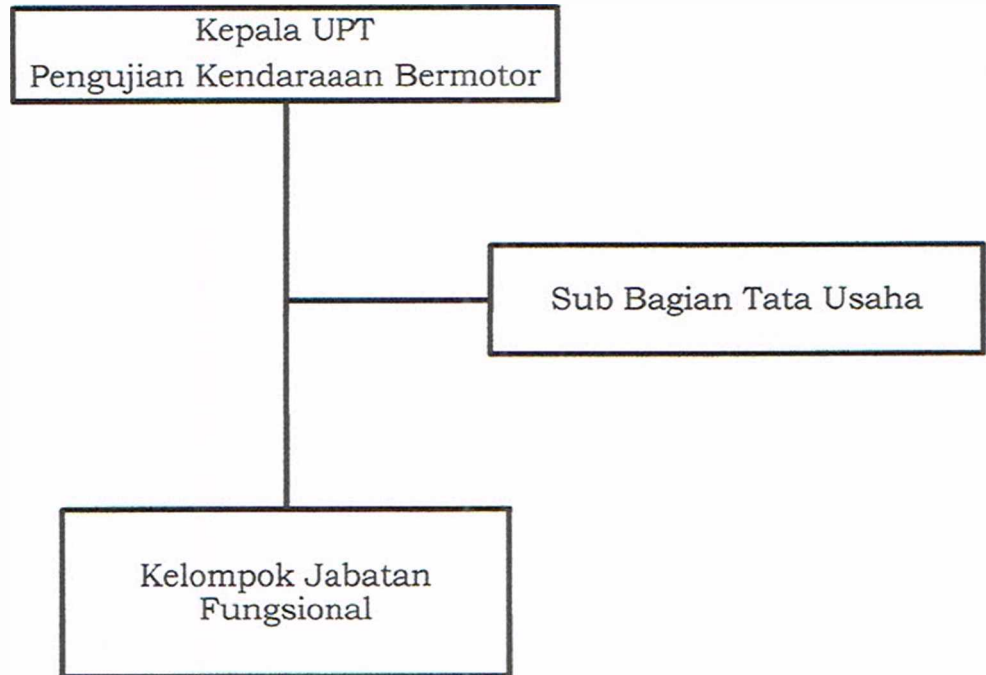 Kepala UPT
Pengujian Kendaraaan Bermotor
Sub Bagian Tata Usaha
Kelompok Jabatan
Fungsional